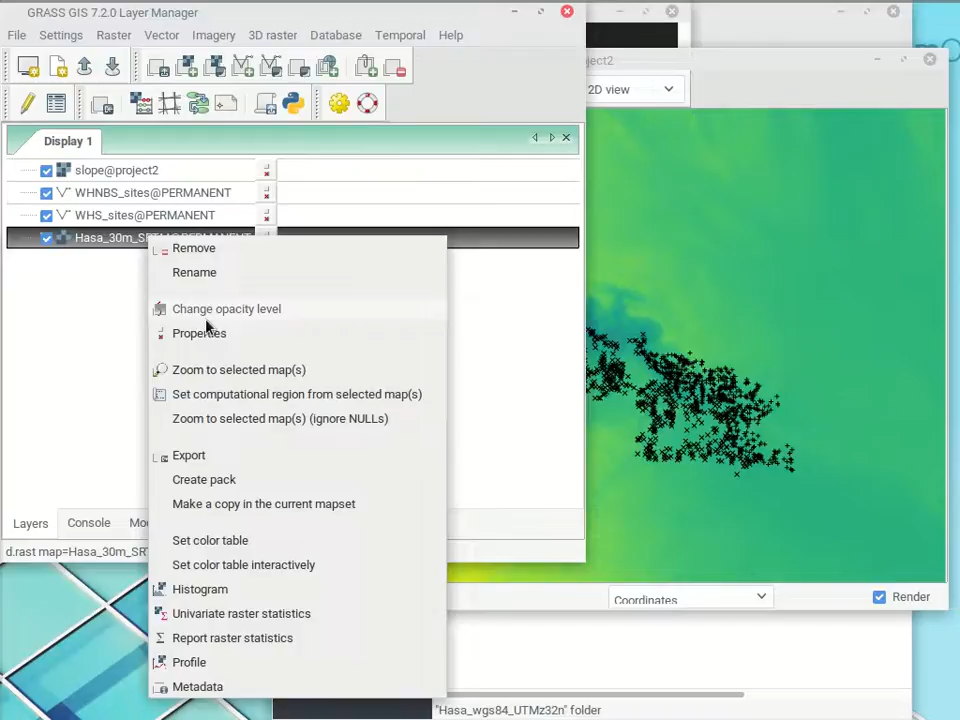 GRASS GIS 7.2.0 Layer Manager
File Settings Raster Vector Imagery 3D raster Database Temporal Help
ject2
2D view
Display 1
slope@project2
WHNBS_sites@PERMANENT
WHS_sites@PERMANENT
Hasa_30m_SRTM@PERMANENT
Remove
Rename
Change opacity level
Properties
Zoom to selected map(s)
Set computational region from selected map(s)
Zoom to selected map(s) (ignore NULLs)
Export
Create pack
Make a copy in the current mapset
Set color table
Set color table interactively
Histogram
Univariate raster statistics
Report raster statistics
Profile
Metadata
Layers Console Mo
d.rast map=Hasa_30m_SR
Coordinates
Render
"Hasa_wgs84_UTMz32n" folder